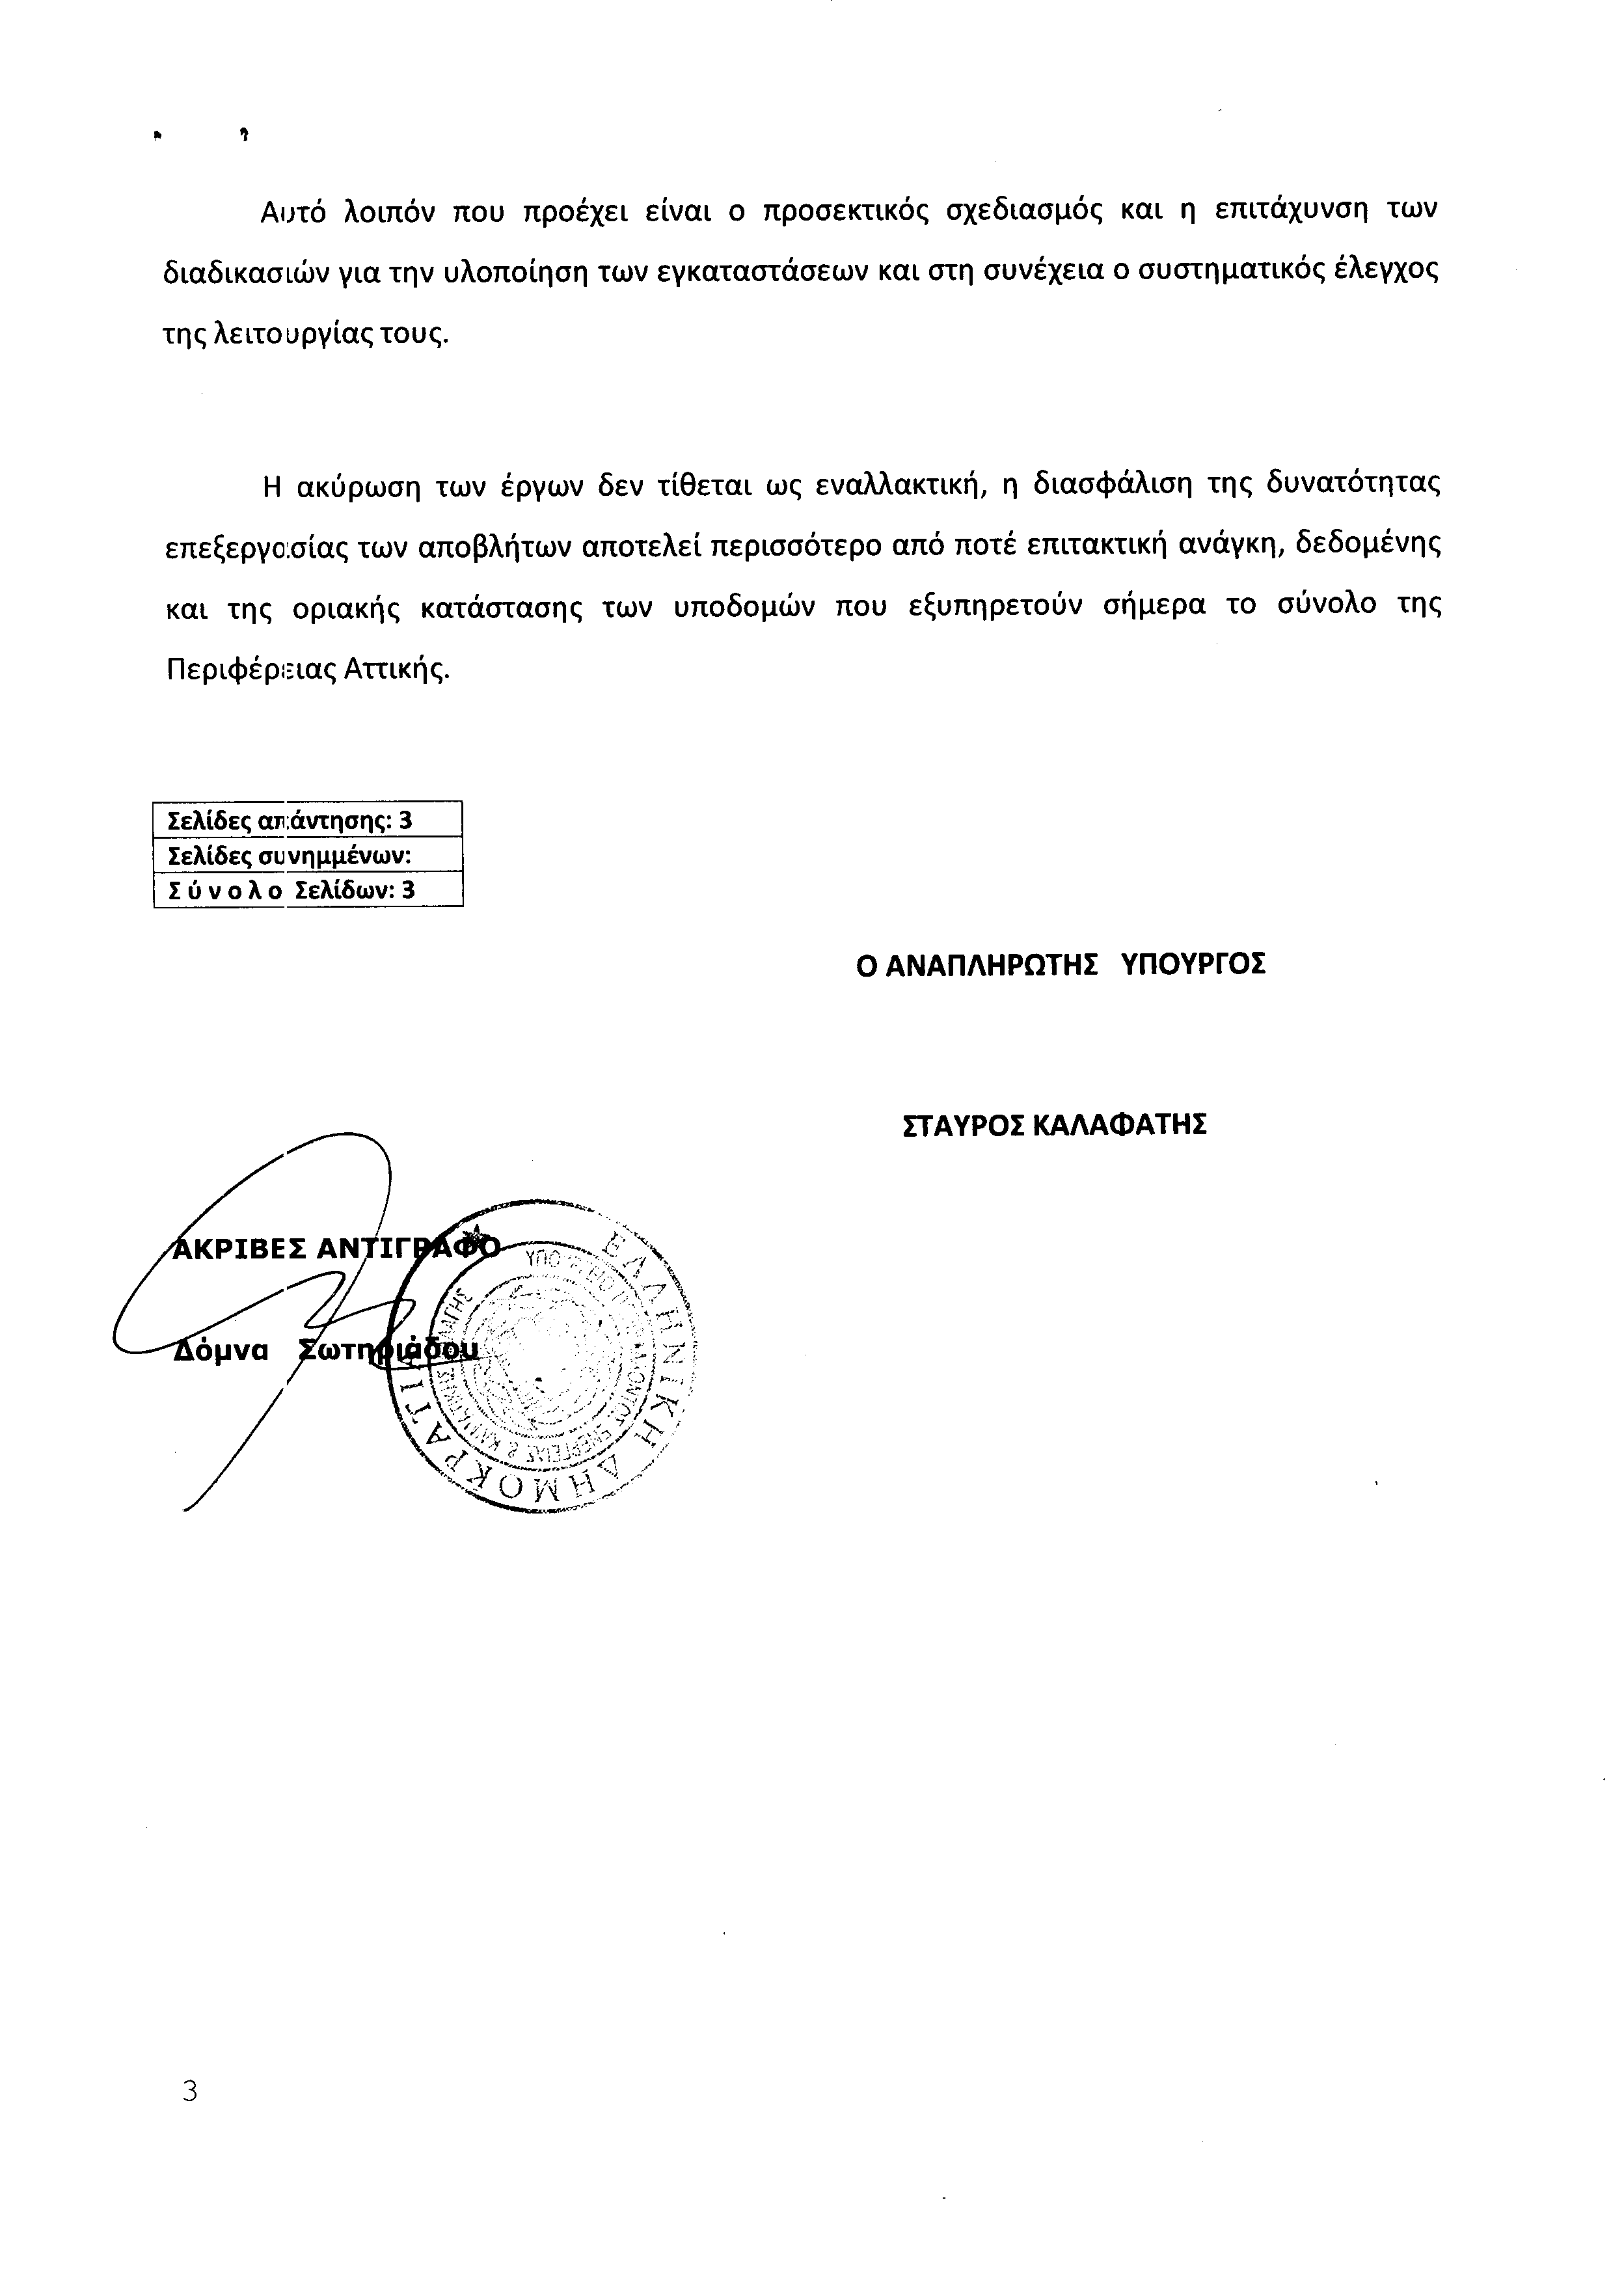 Αυτό λοιπόν που προέχει είναι ο προσεκτικός σχεδιασμός και η επιτάχυνση των
διαδικασιών για την υλοποίηση των εγκαταστάσεων και στη συνέχεια ο συστηματικός έλεγχος
της λειτουργίας τους.
Η ακύρωση των έργων δεν τίθεται ως εναλλακτική, η διασφάλιση της δυνατότητας
επεξεργασίας των αποβλήτων αποτελεί περισσότερο από ποτέ επιτακτική ανάγκη, δεδομένης
και της οριακής κατάστασης των υποδομών που εξυπηρετούν σήμερα το σύνολο της
Περιφέρειας Αττικής.
Σελίδες απάντησης: 3
Σελίδες συνημμένων:
Σ ύ ν ο λ ο Σελίδων: 3
Ο ΑΝΑΠΛΗΡΩΤΗΣ ΥΠΟΥΡΓΟΣ
ΣΤΑΥΡΟΣ ΚΑΛΑΦΑΤΗΣ
ΑΚΡΙΒΕΣ ΑΝΤΙΓΡΑΦΟ
Δόμνα Σωτηριάδου
ΕΛΛΗΝΙΚΗ ΔΗΜΟΚΡΑΤΙΑ
3